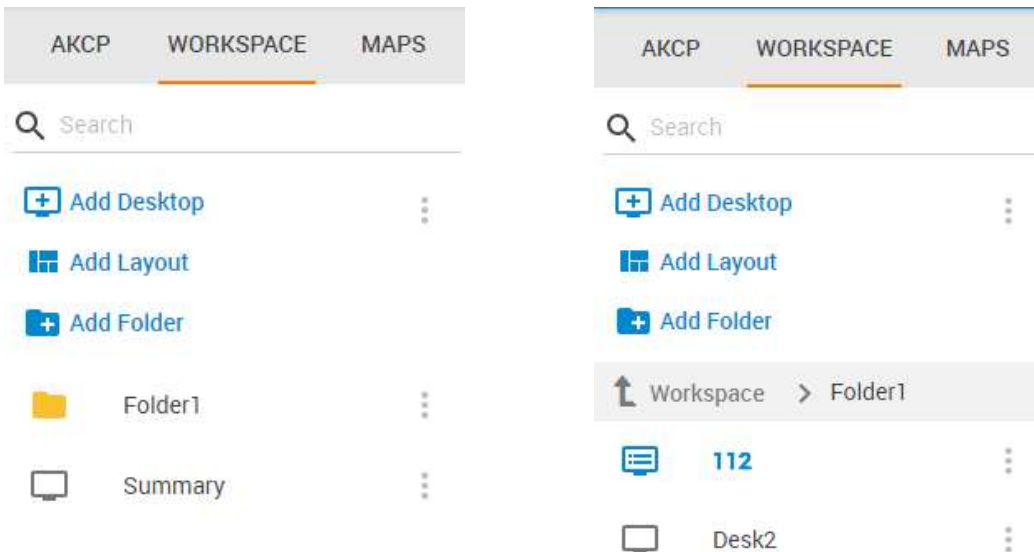 AKCP WORKSPACE MAPS
Search
Add Desktop
Add Layout
Add Folder
Folder1
Summary
AKCP WORKSPACE MAPS
Search
Add Desktop
Add Layout
Add Folder
Workspace > Folder1
112
Desk2